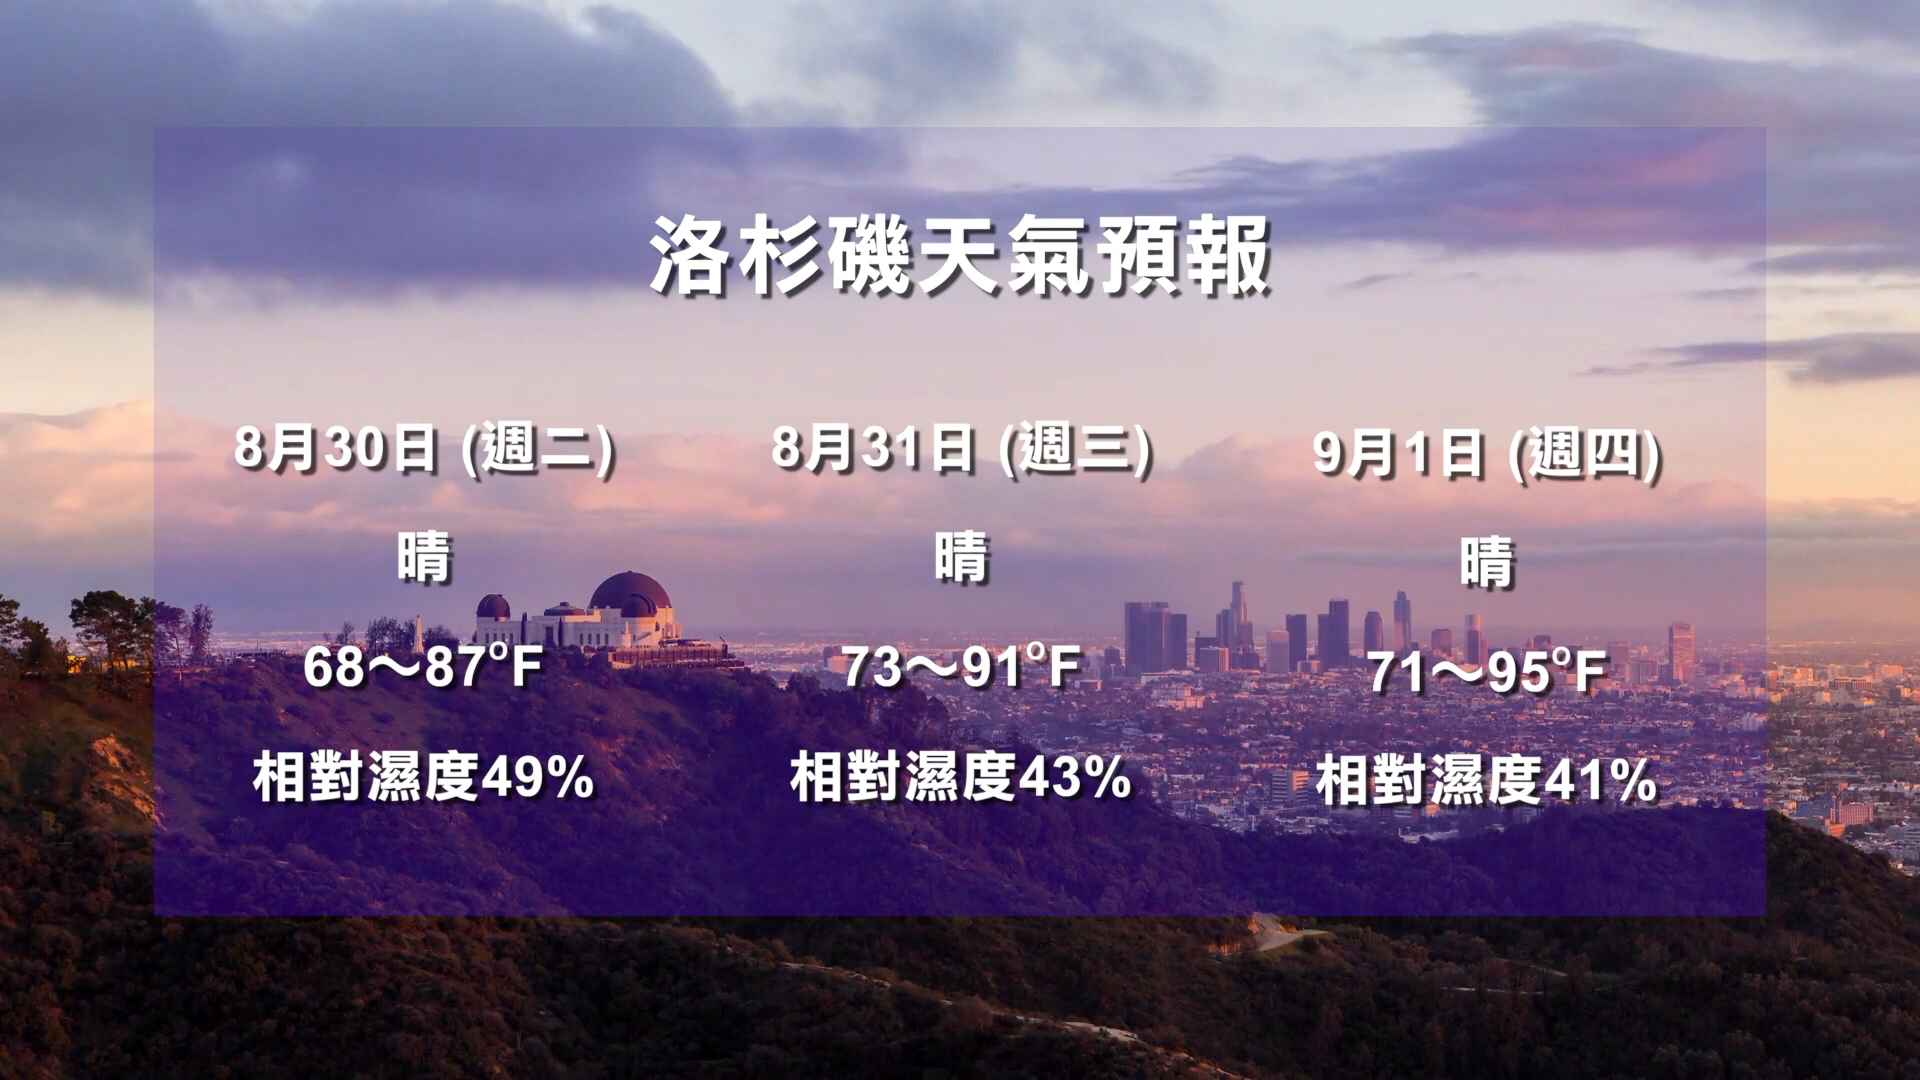 洛杉磯天氣預報
8月30日 (週二)
晴
68～87°F
相對濕度49%
8月31日 (週三)
晴
73～91°F
相對濕度43%
9月1日 (週四)
晴
71～95°F
相對濕度41%